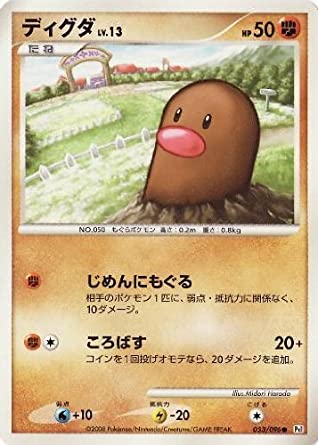 ディグダ LV.13 HP 50
たね
NO.050 もぐらポケモン 高さ：0.2m 重さ：0.8kg
じめんにもぐる
相手のポケモン1匹に、弱点・抵抗力に関係なく、
10ダメージ。
ころばす 20+
コインを1回投げオモテなら、20ダメージを追加。
Illus.Midori Harada
弱点 抵抗力 にげる
+10 -20
©2008 Pokémon/Nintendo/Creatures/GAME FREAK. Pt1 053/096